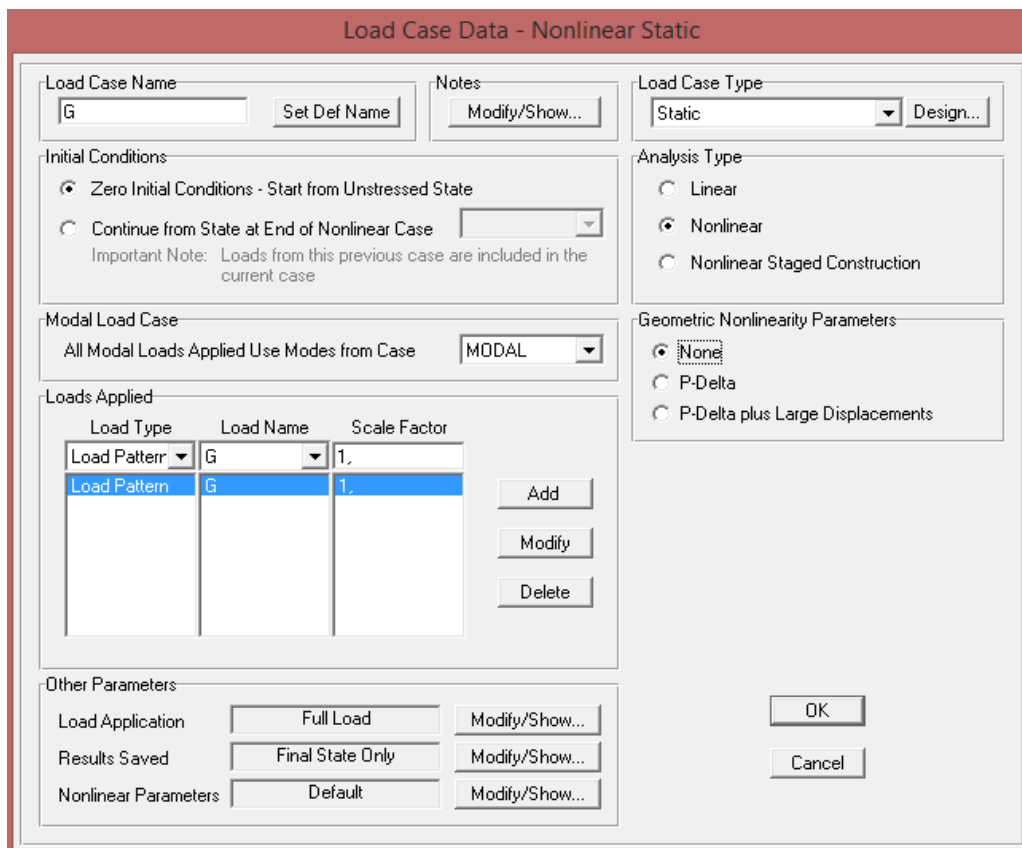 Load Case Data - Nonlinear Static
Load Case Name
G
Set Def Name
Notes
Modify/Show...
Load Case Type
Static
Design...
Initial Conditions
Zero Initial Conditions - Start from Unstressed State
Continue from State at End of Nonlinear Case
Important Note: Loads from this previous case are included in the
current case
Analysis Type
Linear
Nonlinear
Nonlinear Staged Construction
Modal Load Case
All Modal Loads Applied Use Modes from Case
MODAL
Geometric Nonlinearity Parameters
None
P-Delta
P-Delta plus Large Displacements
Loads Applied
Load Type Load Name Scale Factor
Load Pattern G 1,
Load Pattern G 1,
Add
Modify
Delete
Other Parameters
Load Application Full Load Modify/Show...
Results Saved Final State Only Modify/Show...
Nonlinear Parameters Default Modify/Show...
OK
Cancel